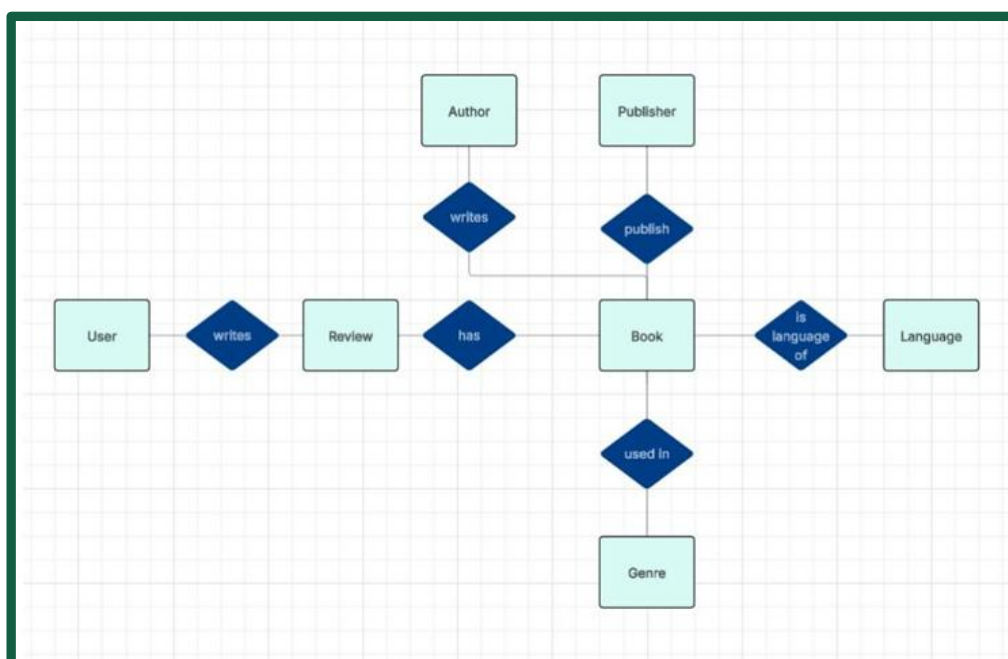 Author
Publisher
writes
publish
User
writes
Review
has
Book
is
language
of
Language
used in
Genre